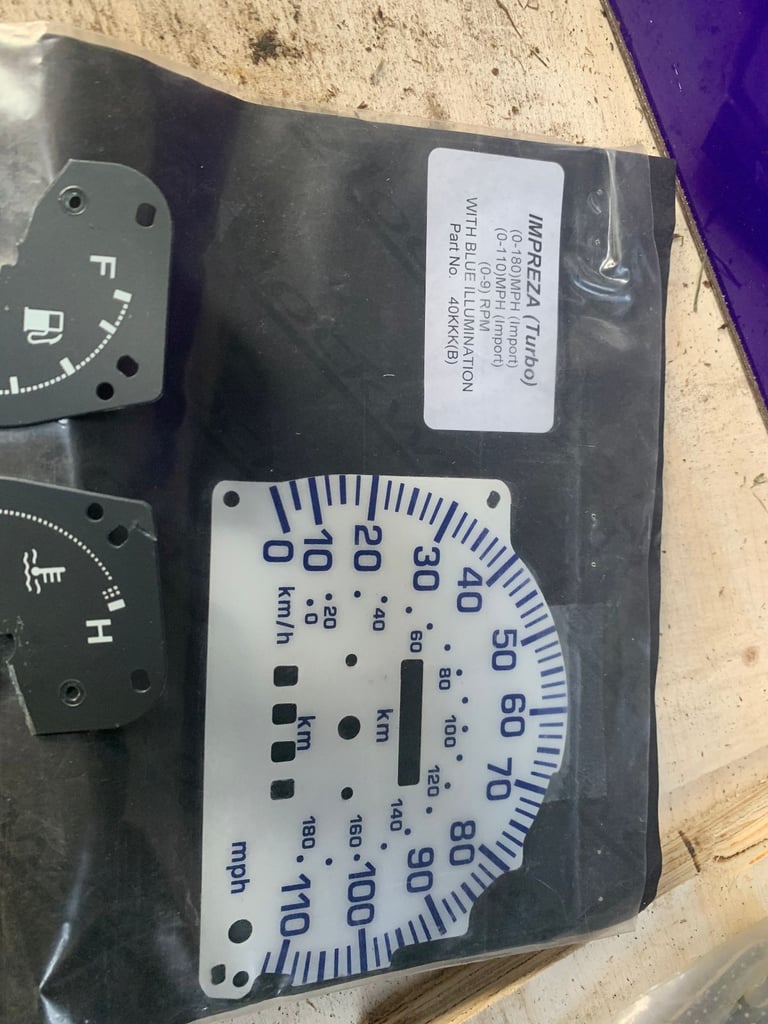 IMPREZA (Turbo)
(0-180)MPH (Import)
(0-110)MPH (Import)
(0-9) RPM
WITH BLUE ILLUMINATION
Part No. 40KKK(B)
F
H
0
10
20
30
40
50
60
70
80
90
100
110
mph
km/h
0
20
40
60
80
100
120
140
160
180
km
km